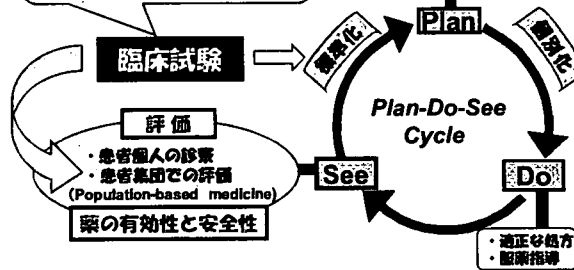 Plan
臨床試験
標準化
個別化
Plan-Do-See
Cycle
評価
・患者個人の診察
・患者集団での評価
(Population-based medicine)
薬の有効性と安全性
See
Do
・適正な処方
・服薬指導